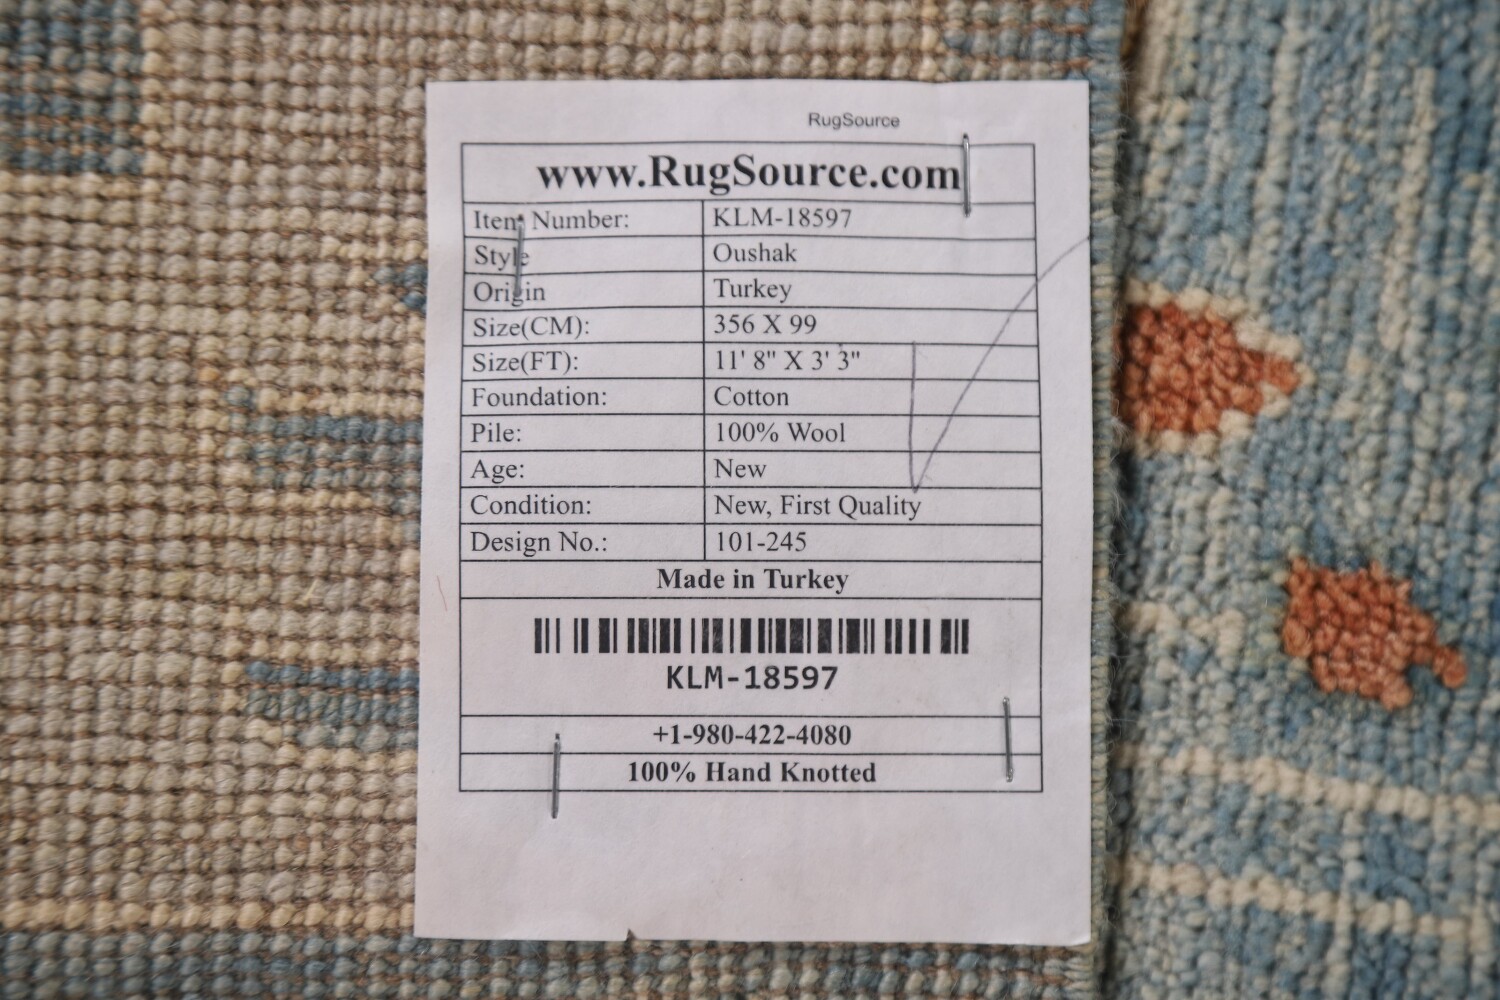 RugSource
www.RugSource.com
Item Number: KLM-18597
Style Oushak
Origin Turkey
Size(CM): 356 X 99
Size(FT): 11' 8" X 3' 3"
Foundation: Cotton
Pile: 100% Wool
Age: New
Condition: New, First Quality
Design No.: 101-245
Made in Turkey
KLM-18597
+1-980-422-4080
100% Hand Knotted